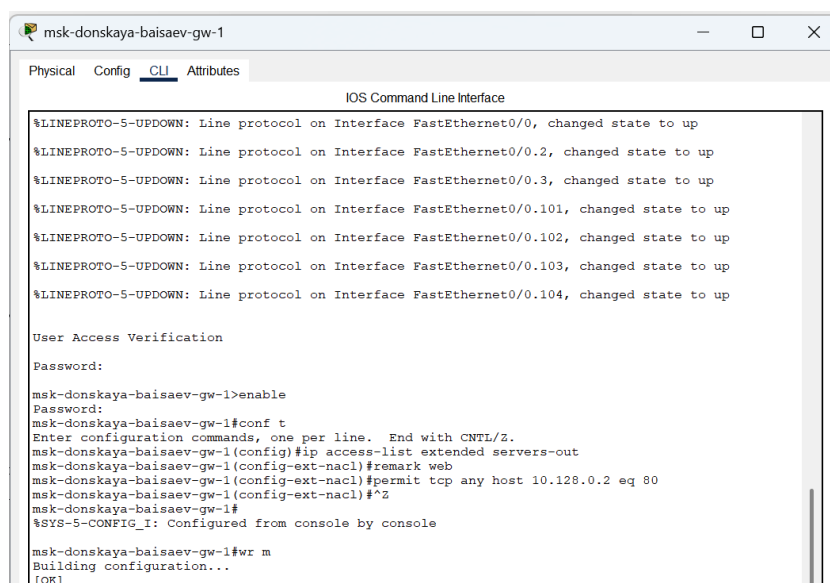 msk-donskaya-baisaev-gw-1
Physical Config CLI Attributes
IOS Command Line Interface
%LINEPROTO-5-UPDOWN: Line protocol on Interface FastEthernet0/0, changed state to up
%LINEPROTO-5-UPDOWN: Line protocol on Interface FastEthernet0/0.2, changed state to up
%LINEPROTO-5-UPDOWN: Line protocol on Interface FastEthernet0/0.3, changed state to up
%LINEPROTO-5-UPDOWN: Line protocol on Interface FastEthernet0/0.101, changed state to up
%LINEPROTO-5-UPDOWN: Line protocol on Interface FastEthernet0/0.102, changed state to up
%LINEPROTO-5-UPDOWN: Line protocol on Interface FastEthernet0/0.103, changed state to up
%LINEPROTO-5-UPDOWN: Line protocol on Interface FastEthernet0/0.104, changed state to up
User Access Verification
Password:
msk-donskaya-baisaev-gw-1>enable
Password:
msk-donskaya-baisaev-gw-1#conf t
Enter configuration commands, one per line.  End with CNTL/Z.
msk-donskaya-baisaev-gw-1(config)#ip access-list extended servers-out
msk-donskaya-baisaev-gw-1(config-ext-nacl)#remark web
msk-donskaya-baisaev-gw-1(config-ext-nacl)#permit tcp any host 10.128.0.2 eq 80
msk-donskaya-baisaev-gw-1(config-ext-nacl)#^Z
msk-donskaya-baisaev-gw-1#
%SYS-5-CONFIG_I: Configured from console by console
msk-donskaya-baisaev-gw-1#wr m
Building configuration...
[OK]